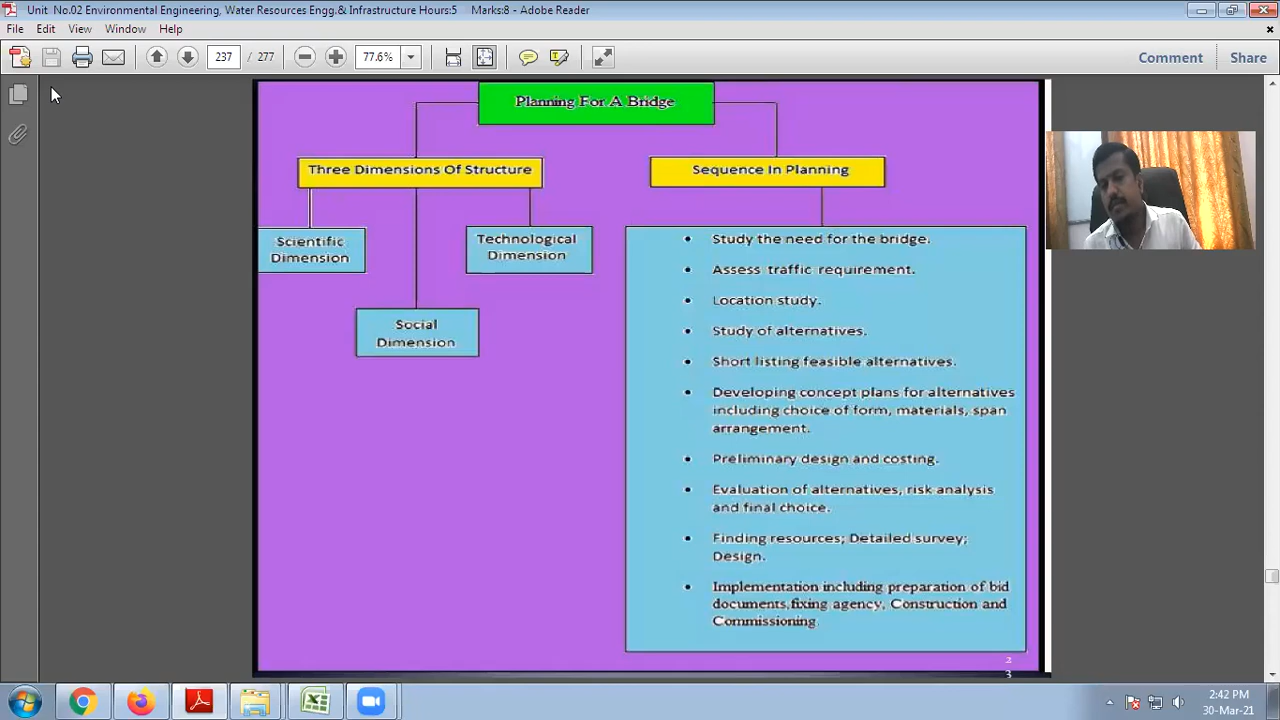 Unit No.02 Environmental Engineering, Water Resources Engg.& Infrastructure Hours:5 Marks:8 - Adobe Reader
File Edit View Window Help
237 / 277 77.6% Comment Share
Planning For A Bridge
Three Dimensions Of Structure
Sequence In Planning
Scientific
Dimension
Technological
Dimension
Social
Dimension
• Study the need for the bridge.
• Assess traffic requirement.
• Location study.
• Study of alternatives.
• Short listing feasible alternatives.
• Developing concept plans for alternatives
including choice of form, materials, span
arrangement.
• Preliminary design and costing.
• Evaluation of alternatives, risk analysis
and final choice.
• Finding resources; Detailed survey;
Design.
• Implementation including preparation of bid
documents,fixing agency, Construction and
Commissioning.
2
3
2:42 PM
30-Mar-21